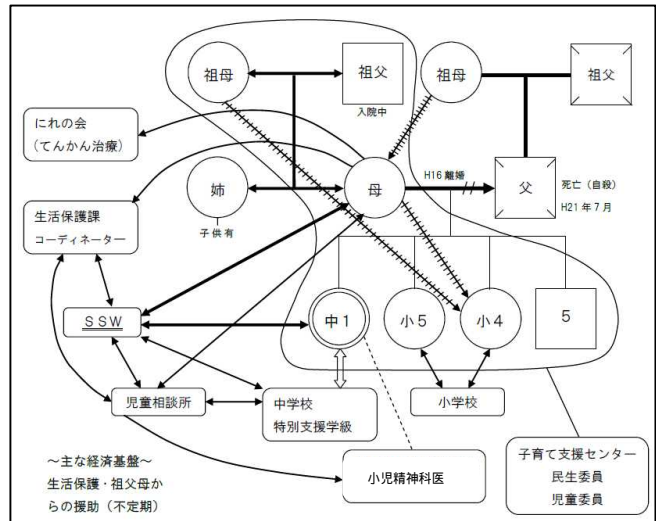 祖母
祖父
祖母
祖父
入院中
にれの会
（てんかん治療）
姉
子供有
母
H16 離婚
父
死亡（自殺）
H21 年 7 月
生活保護課
コーディネーター
SSW
中1
小5
小4
5
児童相談所
中学校
特別支援学級
小学校
～主な経済基盤～
生活保護・祖父母か
らの援助（不定期）
小児精神科医
子育て支援センター
民生委員
児童委員